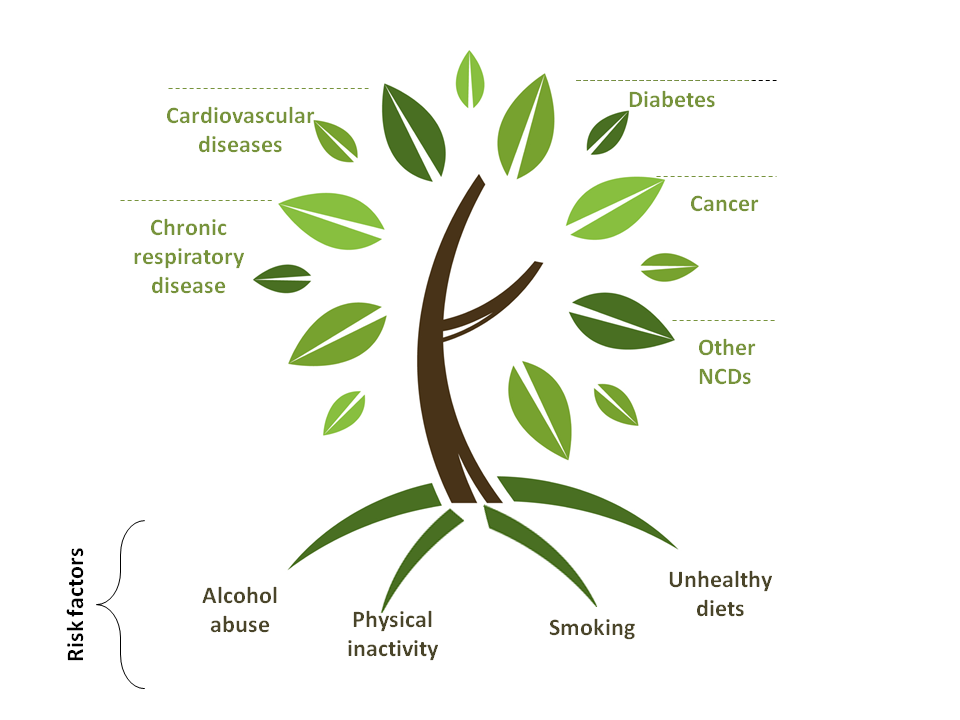 Cardiovascular
diseases
Diabetes
Chronic
respiratory
disease
Cancer
Other
NCDs
Risk factors
Alcohol
abuse
Physical
inactivity
Smoking
Unhealthy
diets